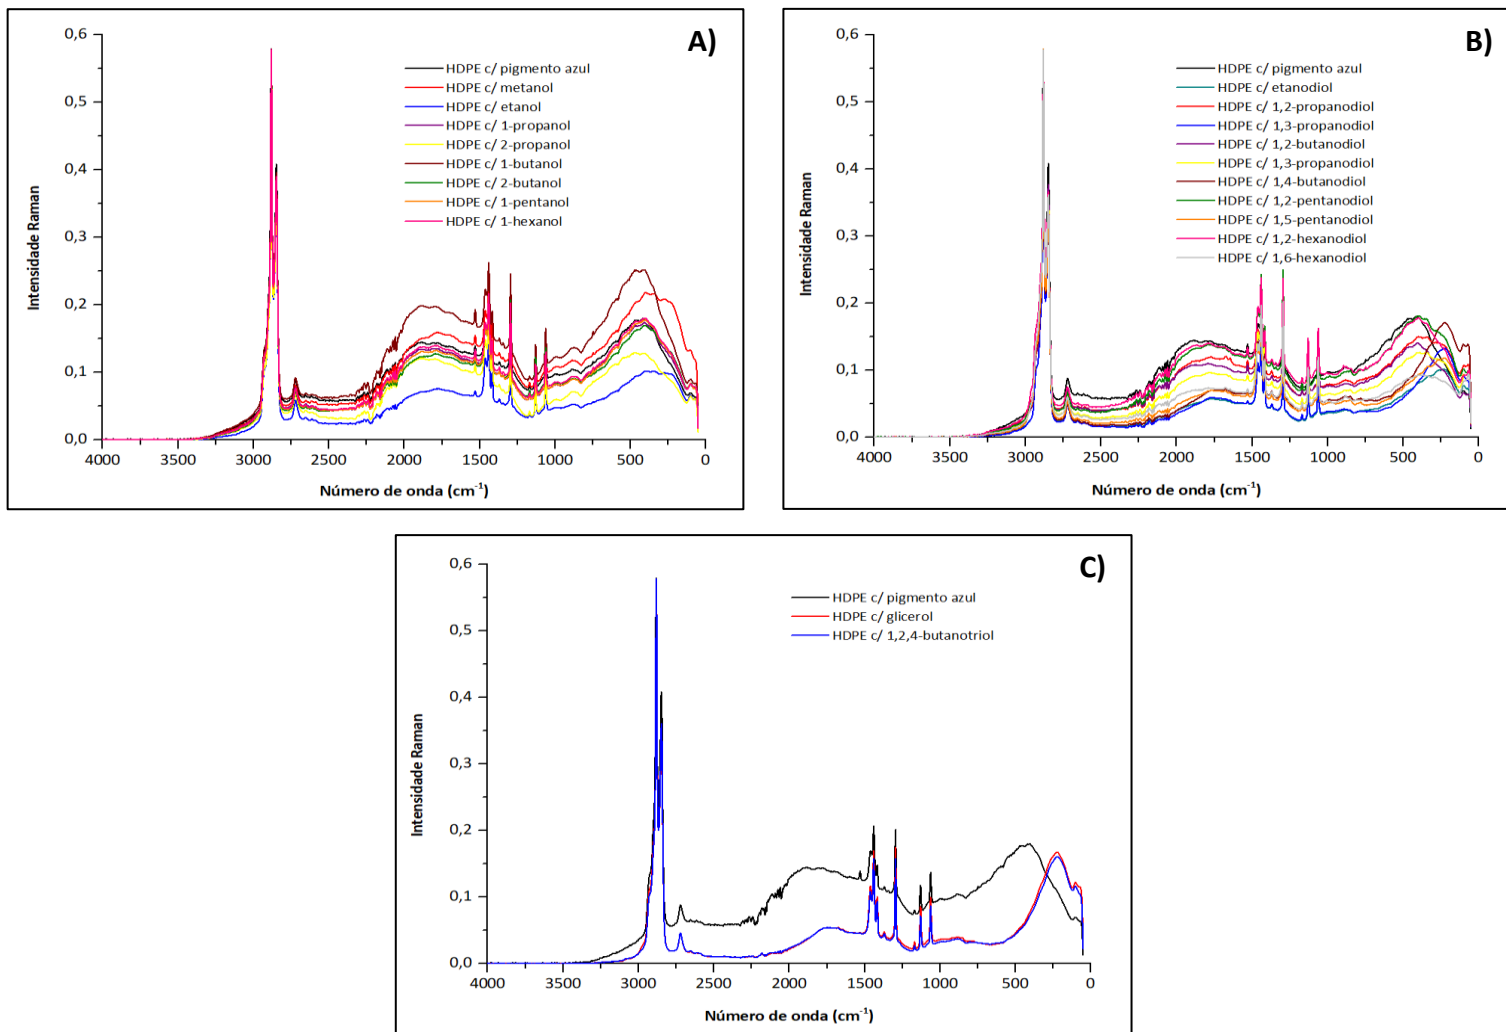 A)
0,6
0,5
0,4
0,3
0,2
0,1
0,0
Intensidade Raman
HDPE c/ pigmento azul
HDPE c/ metanol
HDPE c/ etanol
HDPE c/ 1-propanol
HDPE c/ 2-propanol
HDPE c/ 1-butanol
HDPE c/ 2-butanol
HDPE c/ 1-pentanol
HDPE c/ 1-hexanol
4000 3500 3000 2500 2000 1500 1000 500 0
Número de onda (cm⁻¹)
B)
0,6
0,5
0,4
0,3
0,2
0,1
0,0
Intensidade Raman
HDPE c/ pigmento azul
HDPE c/ etanodiol
HDPE c/ 1,2-propanodiol
HDPE c/ 1,3-propanodiol
HDPE c/ 1,2-butanodiol
HDPE c/ 1,3-propanodiol
HDPE c/ 1,4-butanodiol
HDPE c/ 1,2-pentanodiol
HDPE c/ 1,5-pentanodiol
HDPE c/ 1,2-hexanodiol
HDPE c/ 1,6-hexanodiol
4000 3500 3000 2500 2000 1500 1000 500 0
Número de onda (cm⁻¹)
C)
0,6
0,5
0,4
0,3
0,2
0,1
0,0
Intensidade Raman
HDPE c/ pigmento azul
HDPE c/ glicerol
HDPE c/ 1,2,4-butanotriol
4000 3500 3000 2500 2000 1500 1000 500 0
Número de onda (cm⁻¹)